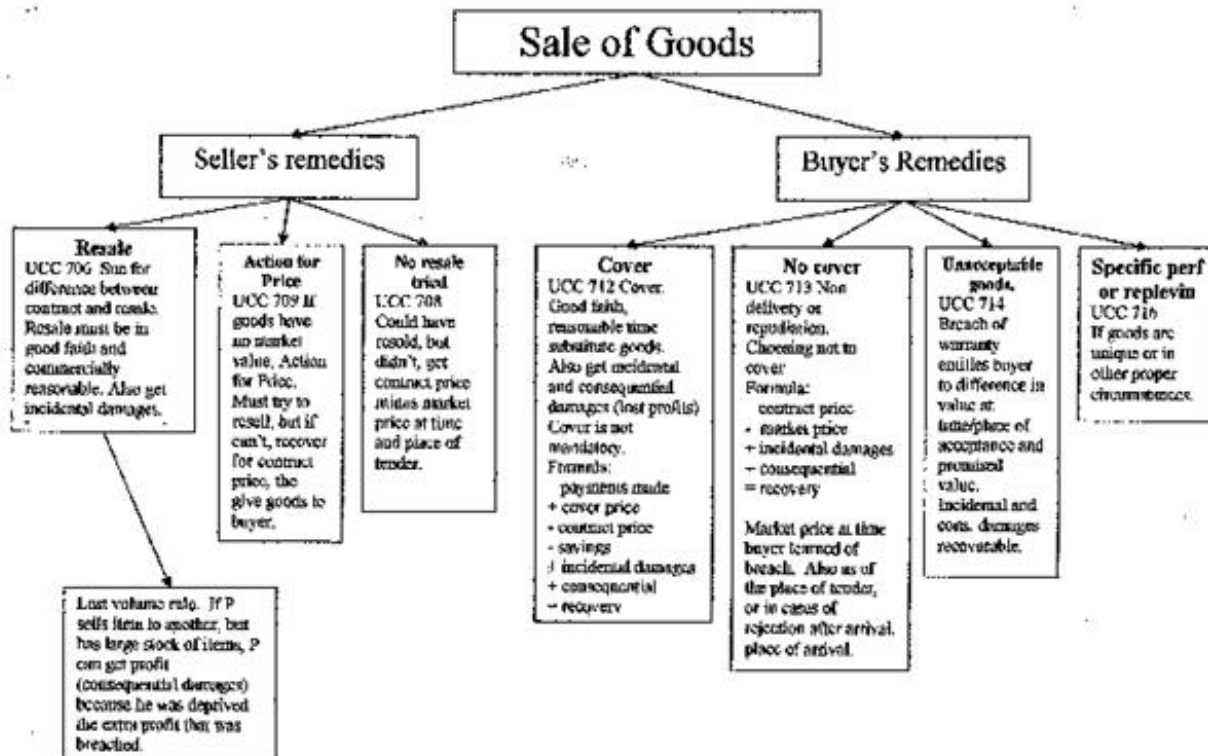 Sale of Goods
Seller's remedies
Buyer's Remedies
Resale
UCC 706 Sun for
difference between
contract and resale.
Resale must be in
good faith and
commercially
reasonable. Also get
incidental damages.
Action for
Price
UCC 709 If
goods have
no market
value, Action
for Price.
Must try to
resell, but if
can't, recover
for contract
price, the
give goods to
buyer.
No resale
tried
UCC 708
Could have
resold, but
didn't, get
contract price
minus market
price at time
and place of
tender.
Cover
UCC 712 Cover.
Good faith,
reasonable time
substitute goods.
Also get incidental
and consequential
damages (lost profits)
Cover is not
mandatory.
Formula:
payments made
+ cover price
- contract price
- savings
+ incidental damages
+ consequential
= recovery
No cover
UCC 713 Non
delivery or
repudiation.
Choosing not to
cover
Formula:
contract price
- market price
+ incidental damages
- consequential
= recovery
Market price at time
buyer learned of
breach. Also as of
the place of tender,
or in cases of
rejection after arrival,
place of arrival.
Unacceptable
goods,
UCC 714
Breach of
warranty
entitles buyer
to difference in
value at
time/place of
acceptance and
promised
value.
Incidental and
cons. damages
recoverable.
Specific perf
or replevin
UCC 716
If goods are
unique or in
other proper
circumstances.
Lost volume rule. If P
sells item to another, but
has large stock of items, P
can get profit
(consequential damages)
because he was deprived
the extra profit that was
breached.